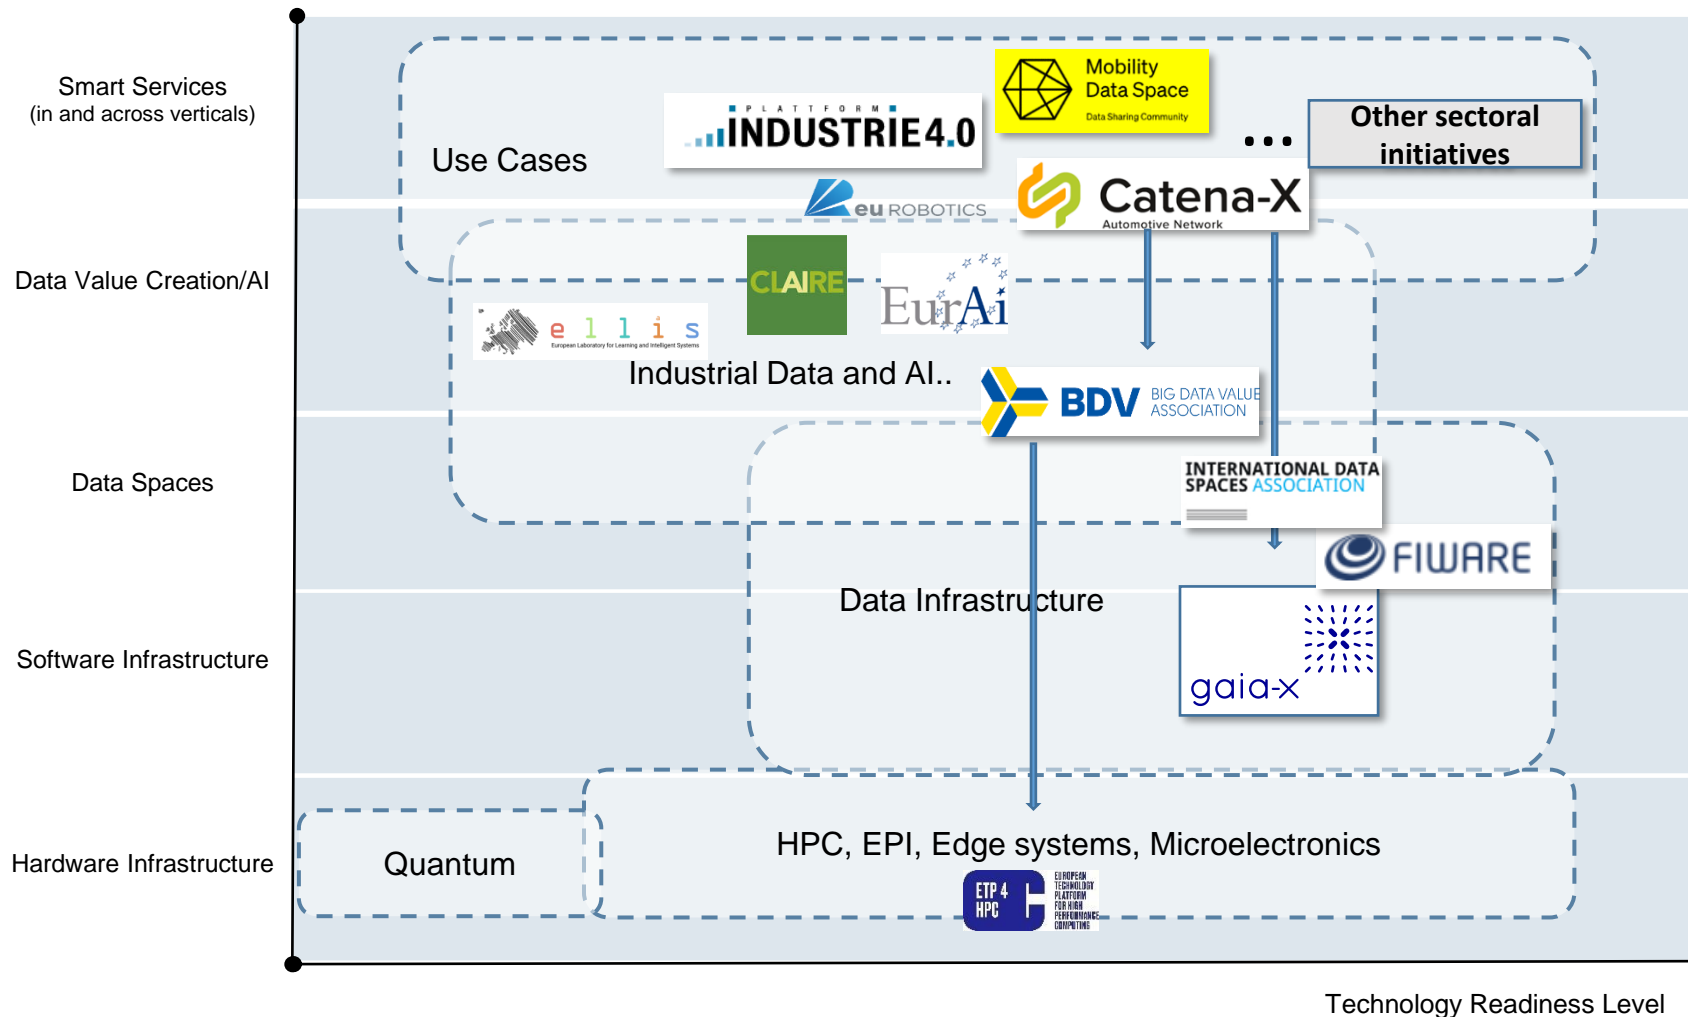 Smart Services
(in and across verticals)
Use Cases
PLATTFORM
INDUSTRIE4.0
Mobility
Data Space
Data Sharing Community
...
Other sectoral
initiatives
eu ROBOTICS
Catena-X
Automotive Network
Data Value Creation/AI
CLAIRE
EurAi
ellis
European Laboratory for Learning and Intelligent Systems
Industrial Data and AI..
BDV
BIG DATA VALUE
ASSOCIATION
Data Spaces
INTERNATIONAL DATA
SPACES ASSOCIATION
FIWARE
Data Infrastructure
Software Infrastructure
gaia-x
Hardware Infrastructure
Quantum
HPC, EPI, Edge systems, Microelectronics
ETP 4
HPC
EUROPEAN
TECHNOLOGY
PLATFORM
FOR HIGH
PERFORMANCE
COMPUTING
Technology Readiness Level